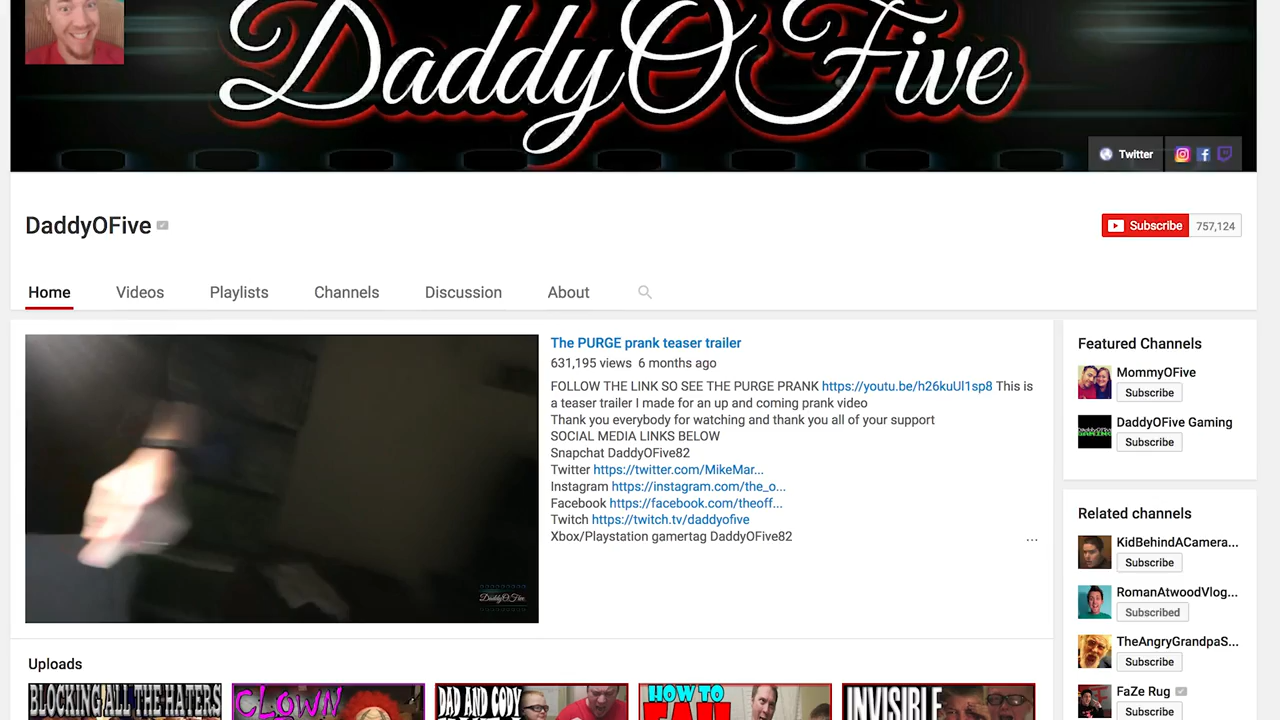 DaddyOFive
Twitter
DaddyOFive
Subscribe 757,124
Home Videos Playlists Channels Discussion About
The PURGE prank teaser trailer
631,195 views 6 months ago
FOLLOW THE LINK SO SEE THE PURGE PRANK https://youtu.be/h26kuUl1sp8 This is
a teaser trailer I made for an up and coming prank video
Thank you everybody for watching and thank you all of your support
SOCIAL MEDIA LINKS BELOW
Snapchat DaddyOFive82
Twitter https://twitter.com/MikeMar...
Instagram https://instagram.com/the_o...
Facebook https://facebook.com/theoff...
Twitch https://twitch.tv/daddyofive
Xbox/Playstation gamertag DaddyOFive82
...
DaddyOFive
Featured Channels
MommyOFive
Subscribe
DaddyOFive Gaming
Subscribe
Related channels
KidBehindACamera...
Subscribe
RomanAtwoodVlog...
Subscribed
TheAngryGrandpaS...
Subscribe
FaZe Rug
Subscribe
Uploads
BLOCKING ALL THE HATERS
CLOWN
DAD AND CODY
HOW TO
FAIL
INVISIBLE